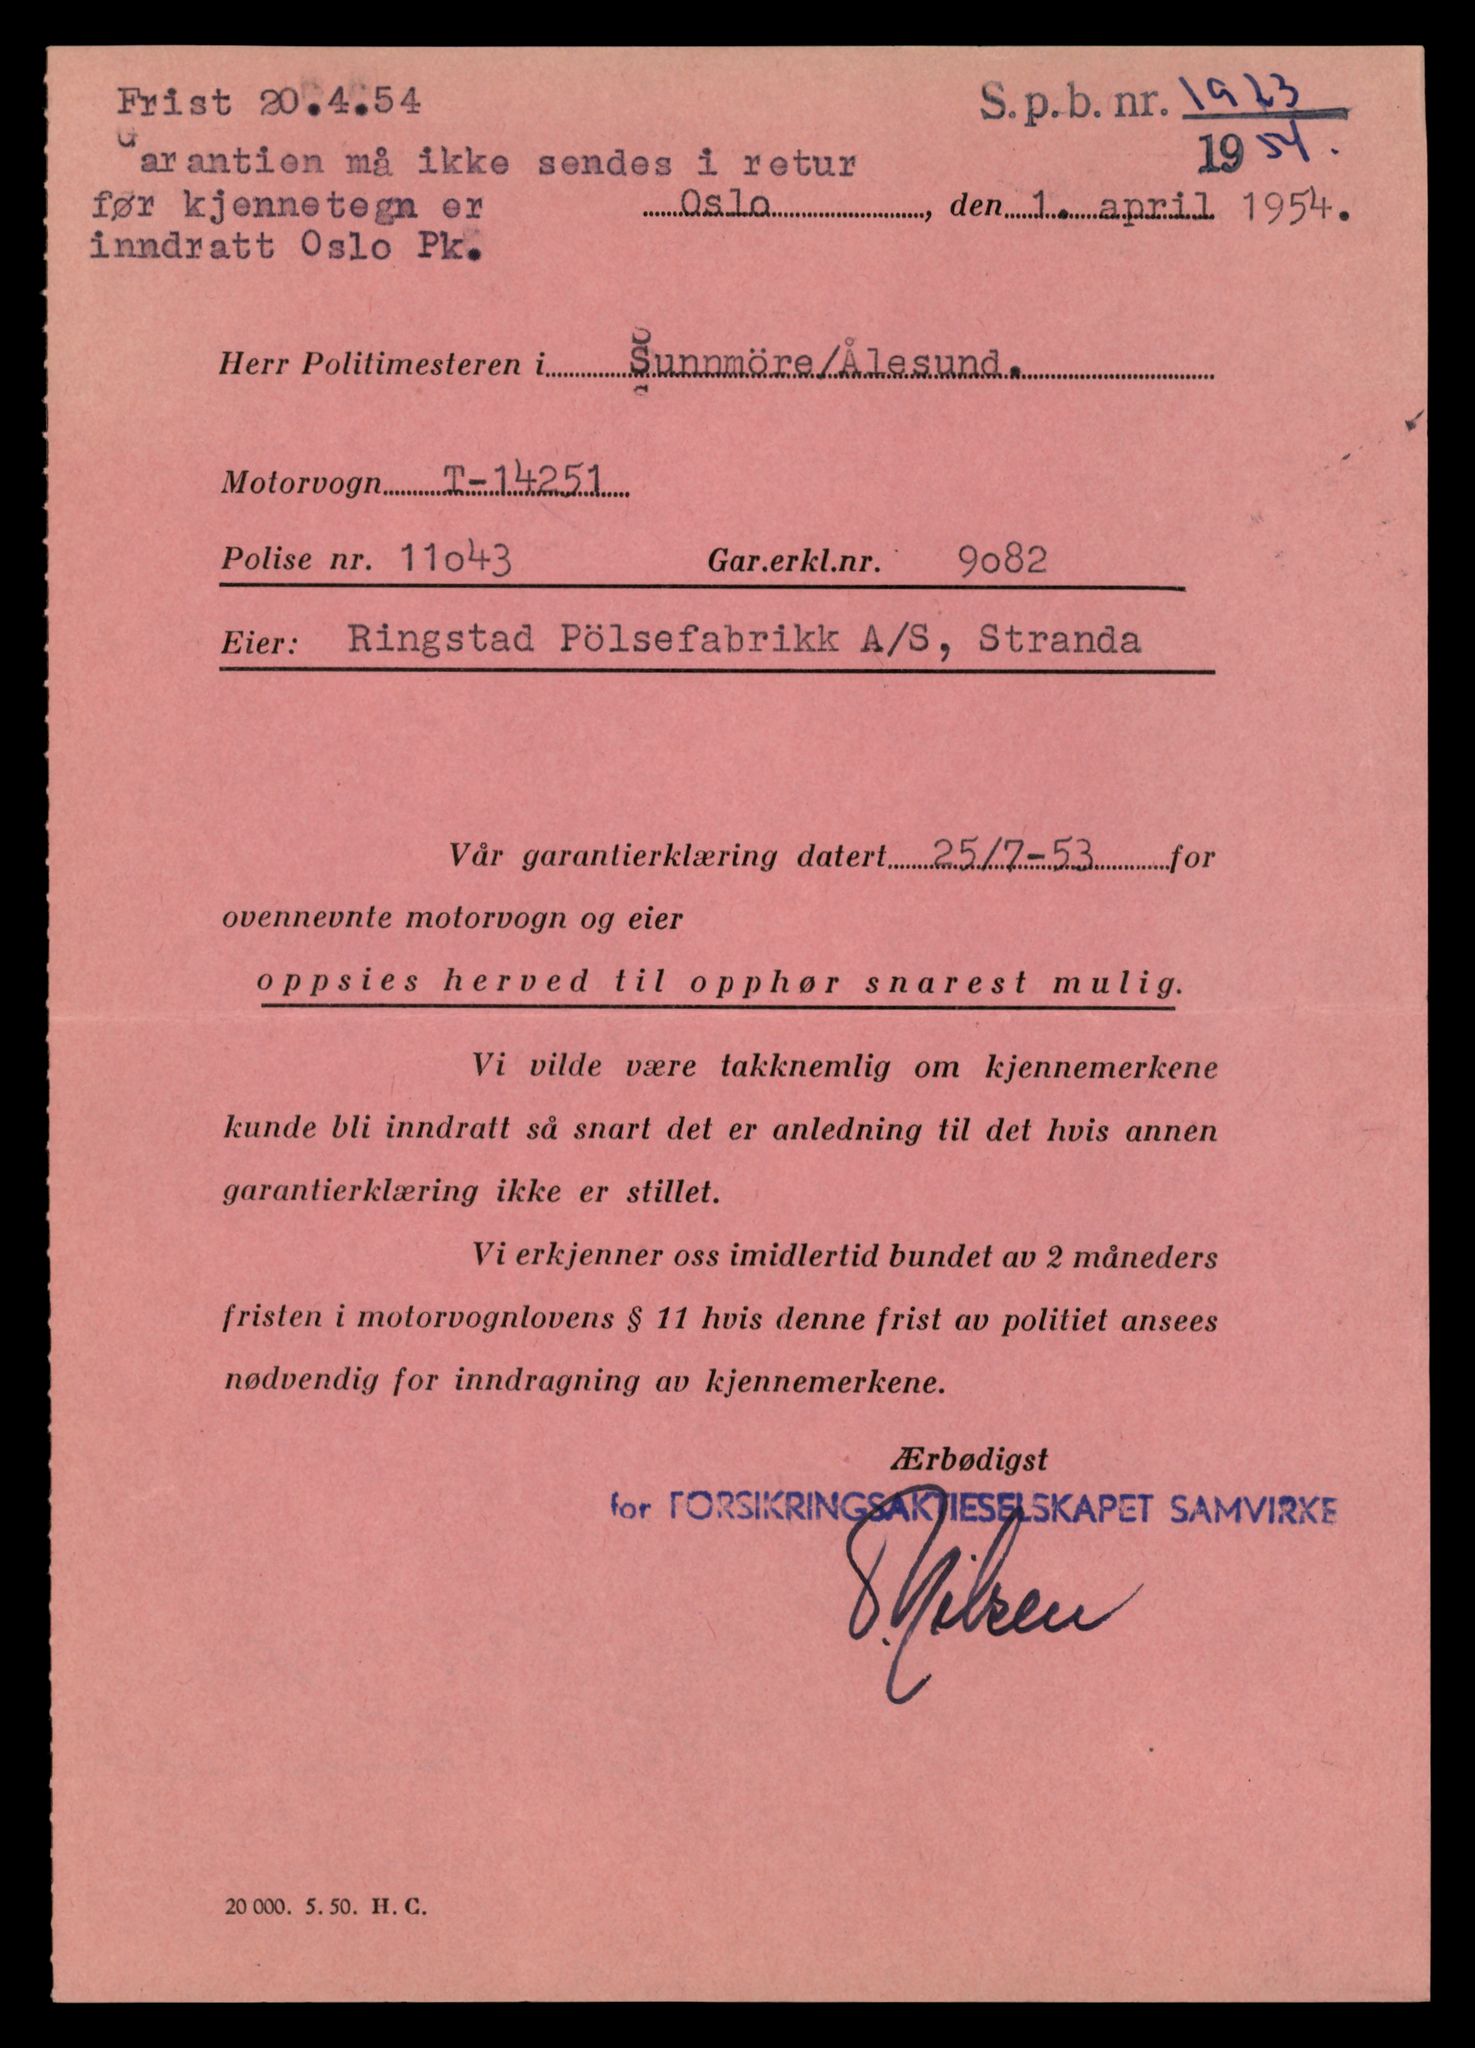 Frist 20.4.54
S.p.b. nr. 1923
1954.
Garantien må ikke sendes i retur
før kjennetegn er
inndratt Oslo Pk.
Oslo, den 1. april 1954.
Herr Politimesteren i Sunnmöre/Ålesund.
Motorvogn T-14251
Polise nr. 11043 Gar.erkl.nr. 9082
Eier: Ringstad Pölsefabrikk A/S, Stranda
Vår garantierklæring datert 25/7-53 for
ovennevnte motorvogn og eier
oppsies herved til opphør snarest mulig.
Vi vilde være takknemlig om kjennemerkene
kunde bli inndratt så snart det er anledning til det hvis annen
garantierklæring ikke er stillet.
Vi erkjenner oss imidlertid bundet av 2 måneders
fristen i motorvognlovens § 11 hvis denne frist av politiet ansees
nødvendig for inndragning av kjennemerkene.
Ærbødigst
for FORSIKRINGSAKTIESELSKAPET SAMVIRKE
Nilsen
20 000. 5. 50. H. C.